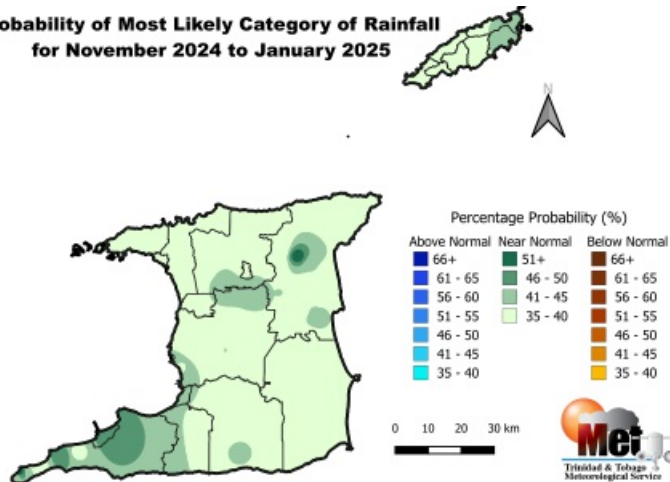 obability of Most Likely Category of Rainfall
for November 2024 to January 2025
N
Percentage Probability (%)
Above Normal Near Normal Below Normal
66+ 51+ 66+
61 - 65 46 - 50 61 - 65
56 - 60 41 - 45 56 - 60
51 - 55 35 - 40 51 - 55
46 - 50 46 - 50
41 - 45 41 - 45
35 - 40 35 - 40
0 10 20 30 km
Met
Trinidad & Tobago
Meteorological Service